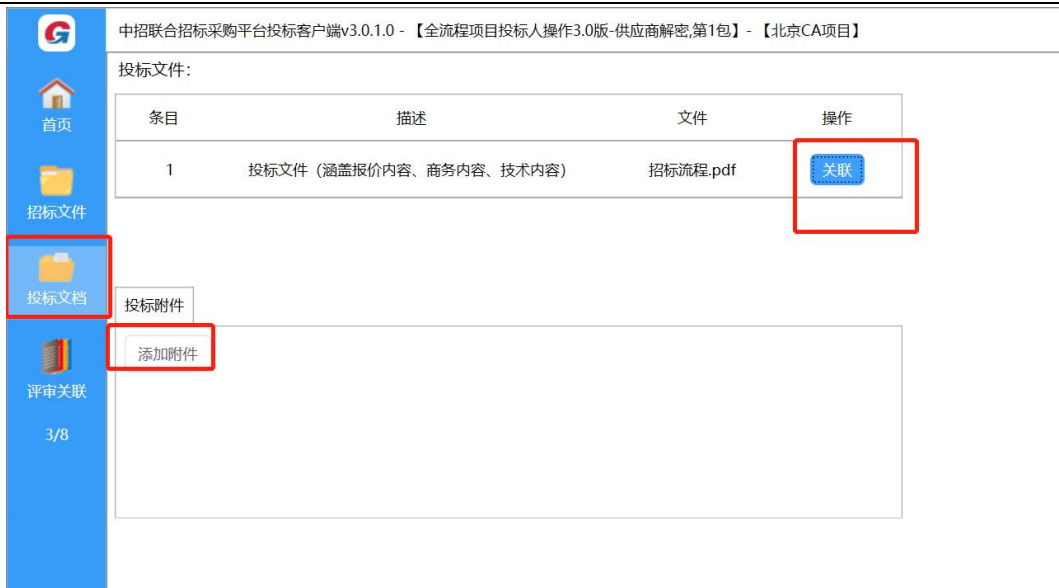 中招联合招标采购平台投标客户端v3.0.1.0 - 【全流程项目投标人操作3.0版-供应商解密,第1包】 - 【北京CA项目】
首页
招标文件
投标文档
评审关联
3/8
投标文件：
条目 描述 文件 操作
1 投标文件（涵盖报价内容、商务内容、技术内容） 招标流程.pdf 关联
投标附件
添加附件